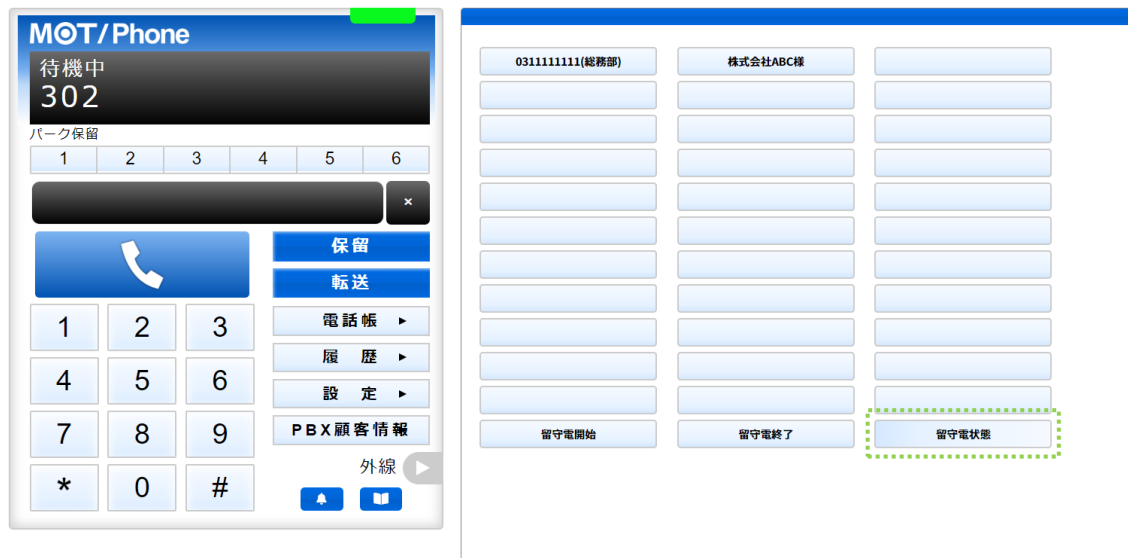 MOT/Phone
待機中
302
パーク保留
1 2 3 4 5 6
×
保留
転送
1 2 3
電話帳 ►
履 歴 ►
4 5 6
設 定 ►
7 8 9
PBX顧客情報
外線
* 0 #
0311111111(総務部) 株式会社ABC様
留守電開始 留守電終了 留守電状態